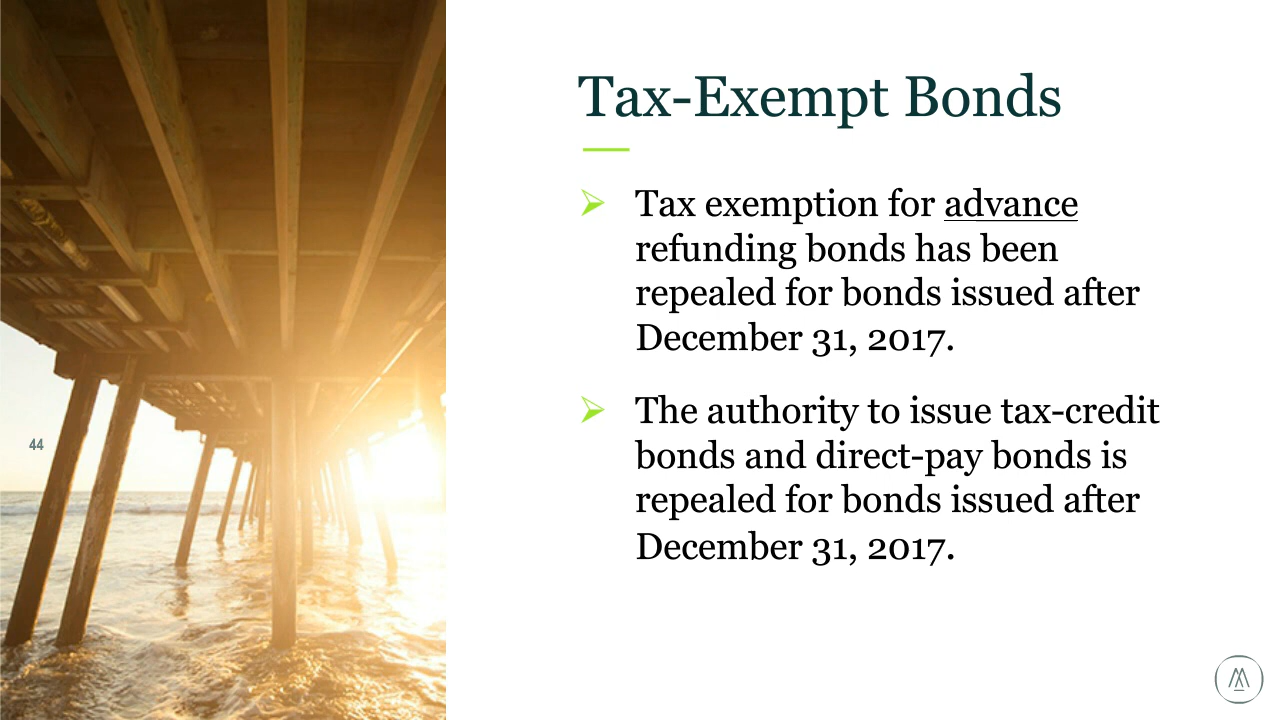 Tax-Exempt Bonds
Tax exemption for advance
refunding bonds has been
repealed for bonds issued after
December 31, 2017.
The authority to issue tax-credit
bonds and direct-pay bonds is
repealed for bonds issued after
December 31, 2017.
44